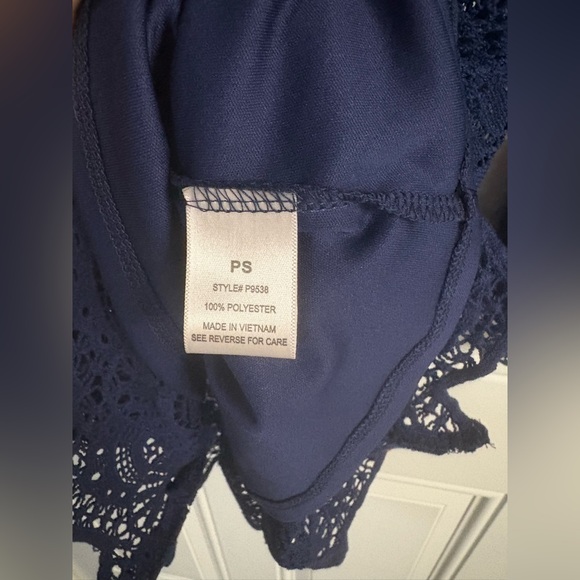 PS
STYLE# P9538
100% POLYESTER
MADE IN VIETNAM
SEE REVERSE FOR CARE